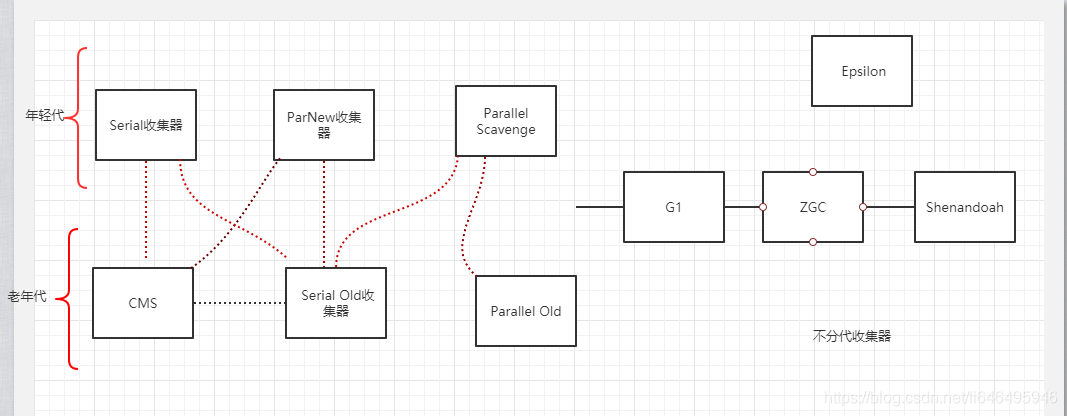 Epsilon
年轻代
Serial收集器
ParNew收集
器
Parallel
Scavenge
G1
ZGC
Shenandoah
老年代
CMS
Serial Old收
集器
Parallel Old
不分代收集器
https://blog.csdn.net/li646495946